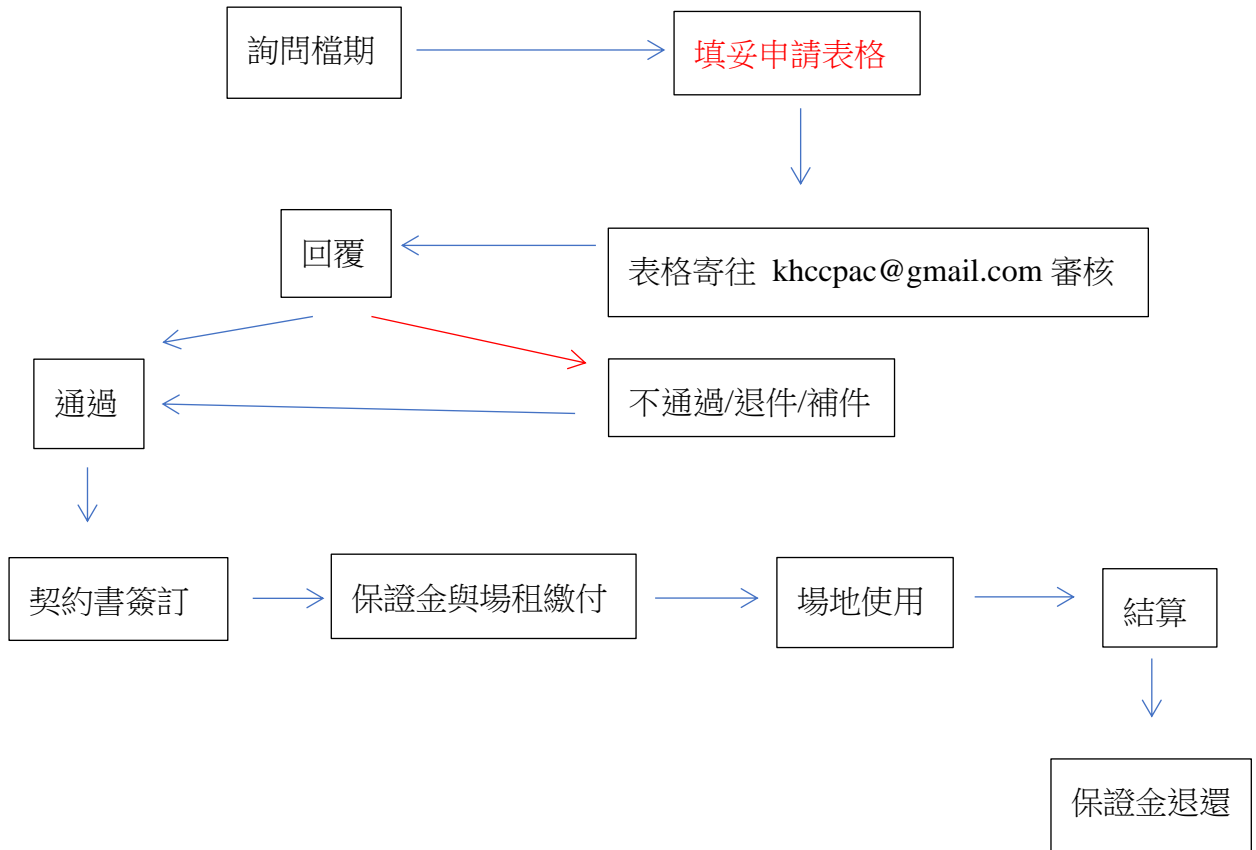 詢問檔期
填妥申請表格
表格寄往 khccpac@gmail.com 審核
回覆
通過
不通過/退件/補件
契約書簽訂
保證金與場租繳付
場地使用
結算
保證金退還